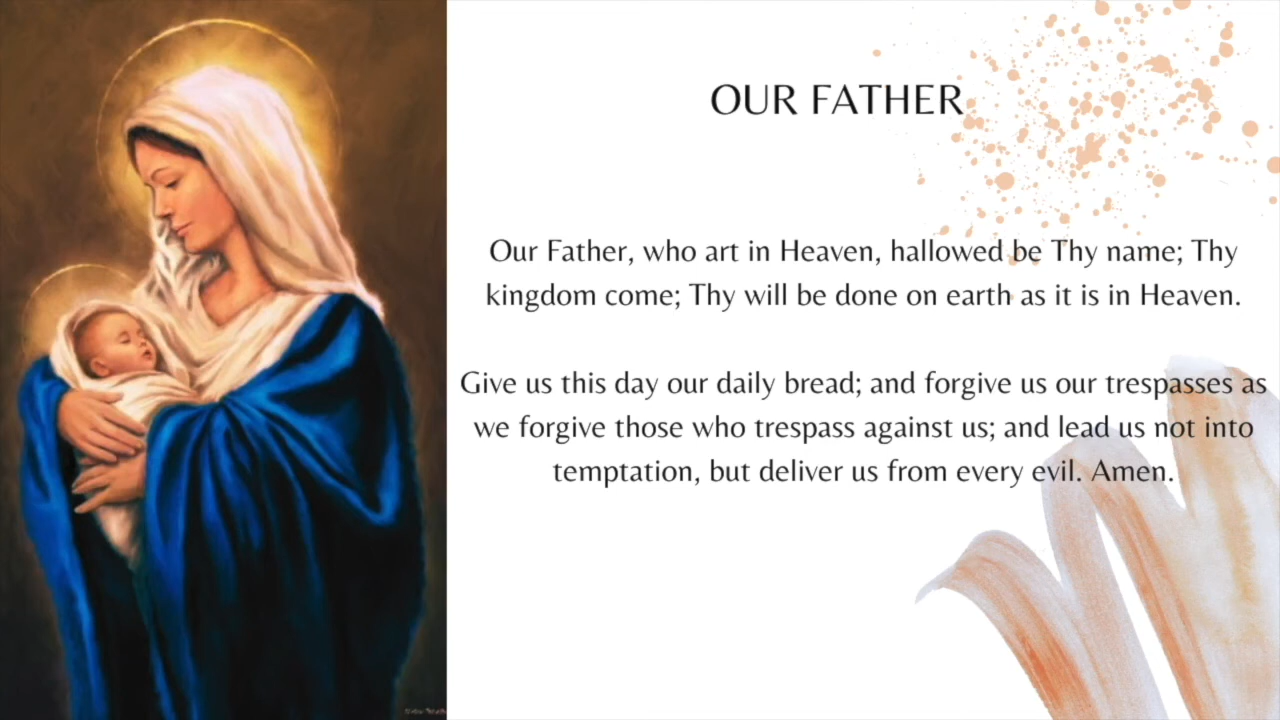 OUR FATHER
Our Father, who art in Heaven, hallowed be Thy name; Thy
kingdom come; Thy will be done on earth as it is in Heaven.
Give us this day our daily bread; and forgive us our trespasses as
we forgive those who trespass against us; and lead us not into
temptation, but deliver us from every evil. Amen.